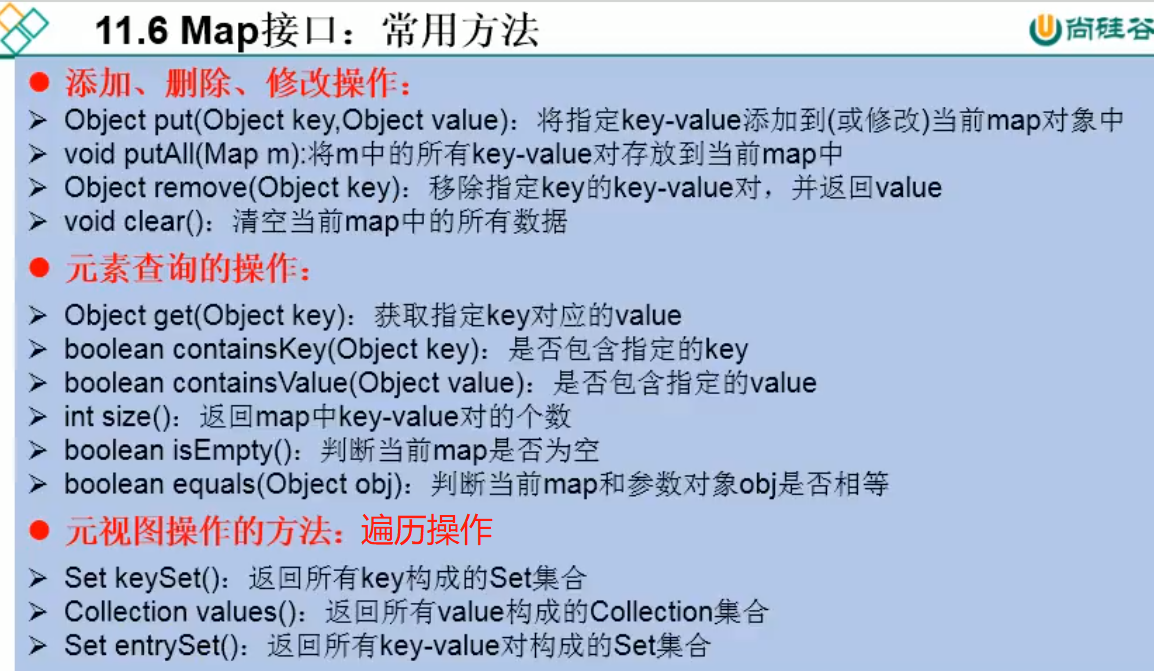 11.6 Map接口：常用方法
尚硅谷
添加、删除、修改操作：
Object put(Object key,Object value)：将指定key-value添加到(或修改)当前map对象中
void putAll(Map m):将m中的所有key-value对存放到当前map中
Object remove(Object key)：移除指定key的key-value对，并返回value
void clear()：清空当前map中的所有数据
元素查询的操作：
Object get(Object key)：获取指定key对应的value
boolean containsKey(Object key)：是否包含指定的key
boolean containsValue(Object value)：是否包含指定的value
int size()：返回map中key-value对的个数
boolean isEmpty()：判断当前map是否为空
boolean equals(Object obj)：判断当前map和参数对象obj是否相等
元视图操作的方法：遍历操作
Set keySet()：返回所有key构成的Set集合
Collection values()：返回所有value构成的Collection集合
Set entrySet()：返回所有key-value对构成的Set集合